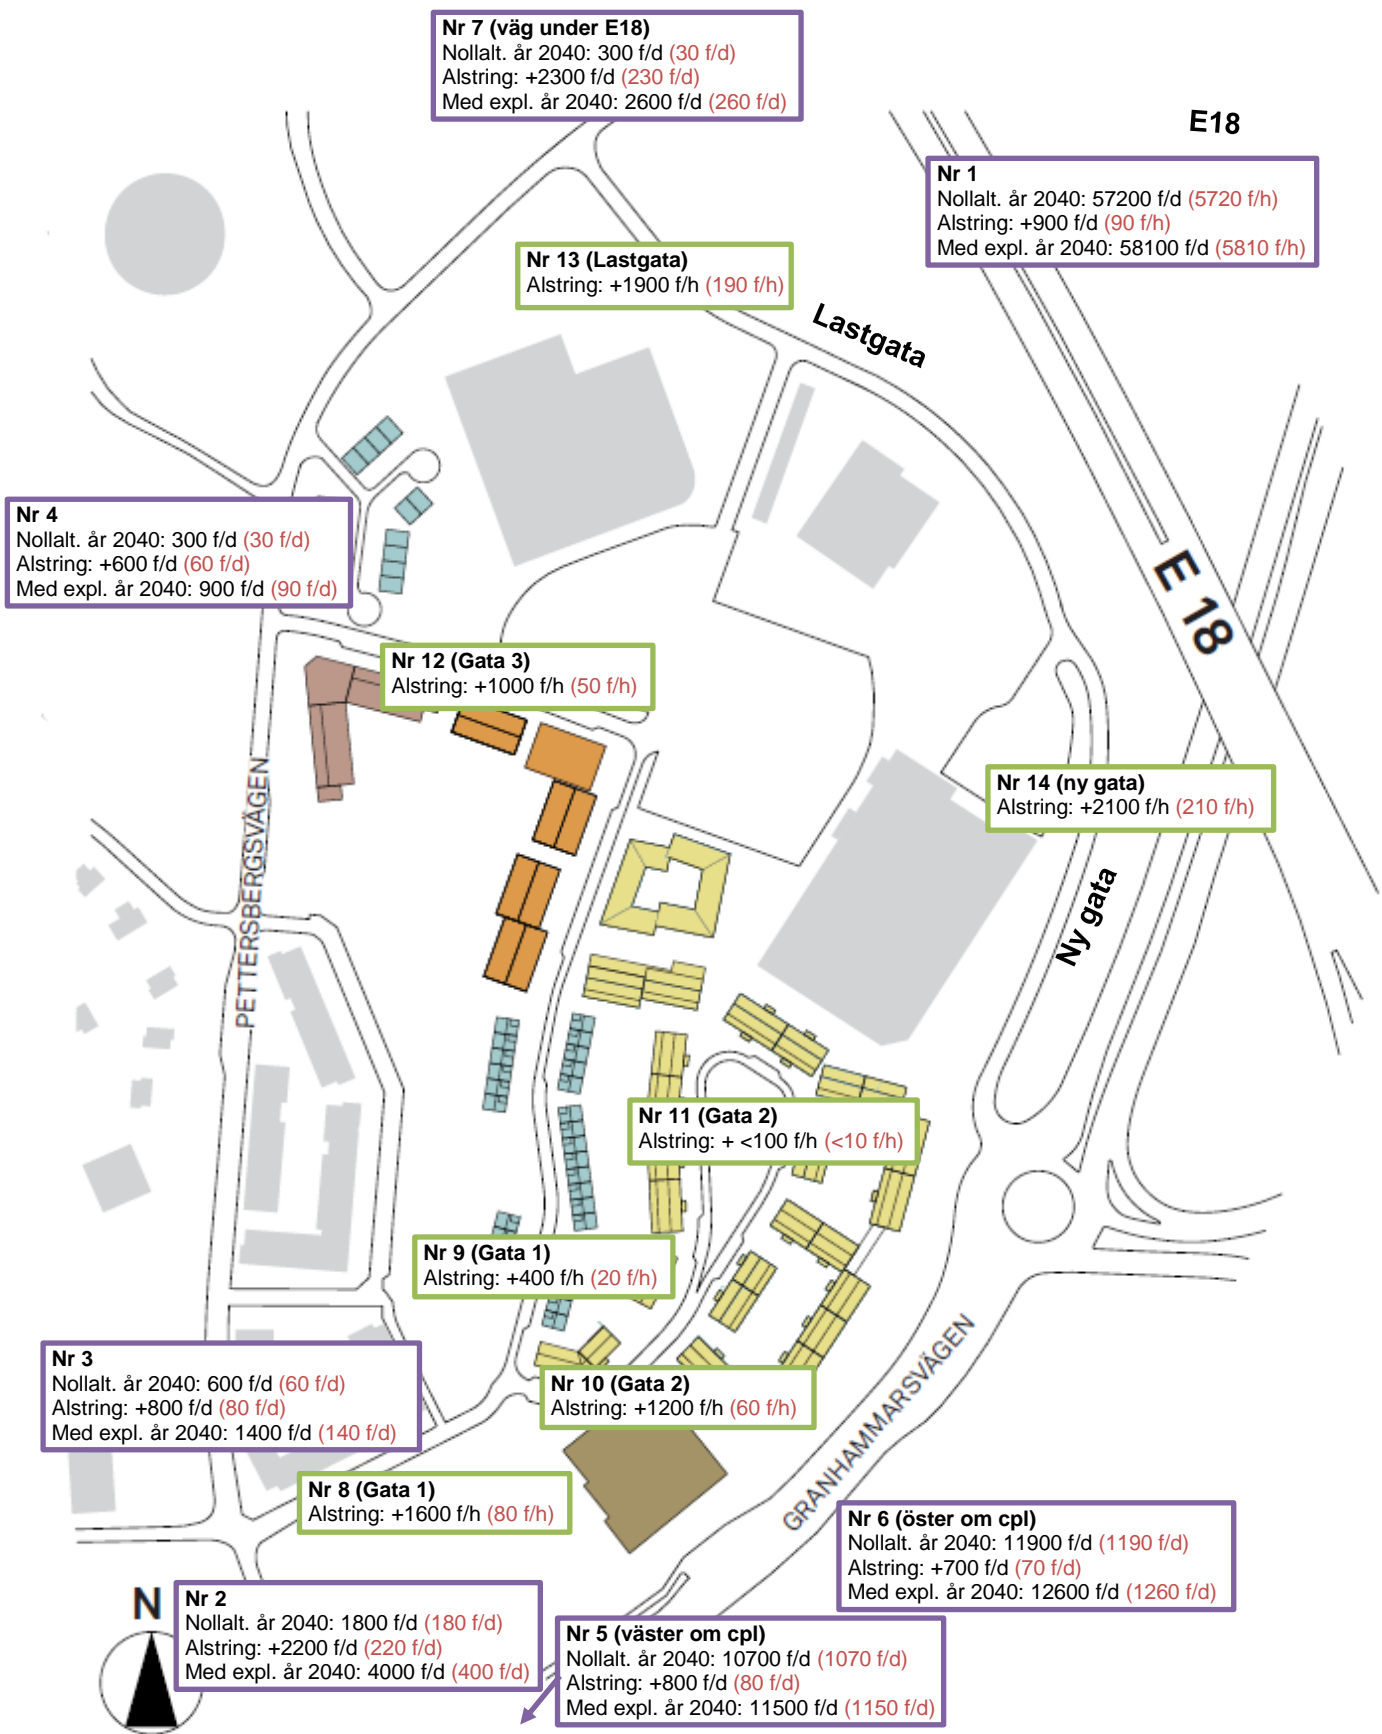 Nr 7 (väg under E18)
Nollalt. år 2040: 300 f/d (30 f/d)
Alstring: +2300 f/d (230 f/d)
Med expl. år 2040: 2600 f/d (260 f/d)
E18
Nr 1
Nollalt. år 2040: 57200 f/d (5720 f/h)
Alstring: +900 f/d (90 f/h)
Med expl. år 2040: 58100 f/d (5810 f/h)
Nr 13 (Lastgata)
Alstring: +1900 f/h (190 f/h)
Lastgata
Nr 4
Nollalt. år 2040: 300 f/d (30 f/d)
Alstring: +600 f/d (60 f/d)
Med expl. år 2040: 900 f/d (90 f/d)
E 18
Nr 12 (Gata 3)
Alstring: +1000 f/h (50 f/h)
PETTERSBERGSVÄGEN
Nr 14 (ny gata)
Alstring: +2100 f/h (210 f/h)
Ny gata
Nr 11 (Gata 2)
Alstring: + <100 f/h (<10 f/h)
Nr 9 (Gata 1)
Alstring: +400 f/h (20 f/h)
Nr 3
Nollalt. år 2040: 600 f/d (60 f/d)
Alstring: +800 f/d (80 f/d)
Med expl. år 2040: 1400 f/d (140 f/d)
Nr 10 (Gata 2)
Alstring: +1200 f/h (60 f/h)
GRANHAMMARSVÄGEN
Nr 8 (Gata 1)
Alstring: +1600 f/h (80 f/h)
Nr 6 (öster om cpl)
Nollalt. år 2040: 11900 f/d (1190 f/d)
Alstring: +700 f/d (70 f/d)
Med expl. år 2040: 12600 f/d (1260 f/d)
N
Nr 2
Nollalt. år 2040: 1800 f/d (180 f/d)
Alstring: +2200 f/d (220 f/d)
Med expl. år 2040: 4000 f/d (400 f/d)
Nr 5 (väster om cpl)
Nollalt. år 2040: 10700 f/d (1070 f/d)
Alstring: +800 f/d (80 f/d)
Med expl. år 2040: 11500 f/d (1150 f/d)